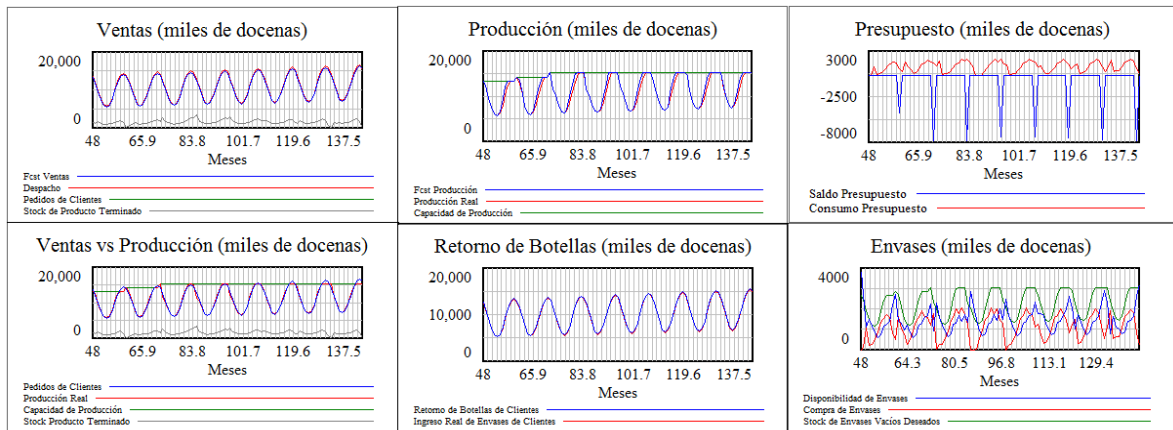 Ventas (miles de docenas)
20,000
0
48 65.9 83.8 101.7 119.6 137.5
Meses
Fcst Ventas
Despacho
Pedidos de Clientes
Stock de Producto Terminado
Producción (miles de docenas)
20,000
0
48 65.9 83.8 101.7 119.6 137.5
Meses
Fcst Producción
Producción Real
Capacidad de Producción
Presupuesto (miles de docenas)
3000
-2500
-8000
48 65.9 83.8 101.7 119.6 137.5
Meses
Saldo Presupuesto
Consumo Presupuesto
Ventas vs Producción (miles de docenas)
20,000
0
48 65.9 83.8 101.7 119.6 137.5
Meses
Pedidos de Clientes
Producción Real
Capacidad de Producción
Stock Producto Terminado
Retorno de Botellas (miles de docenas)
20,000
10,000
0
48 65.9 83.8 101.7 119.6 137.5
Meses
Retorno de Botellas de Clientes
Ingreso Real de Envases de Clientes
Envases (miles de docenas)
4000
0
48 64.3 80.5 96.8 113.1 129.4
Meses
Disponibilidad de Envases
Compra de Envases
Stock de Envases Vacíos Deseados